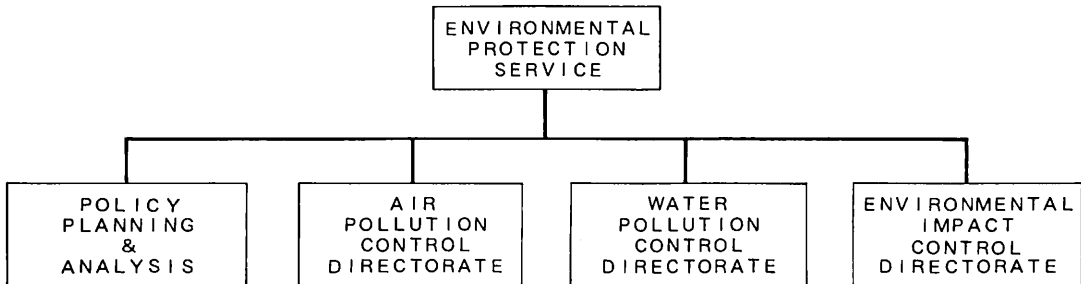 ENVIRONMENTAL
PROTECTION
SERVICE
POLICY
PLANNING
&
ANALYSIS
AIR
POLLUTION
CONTROL
DIRECTORATE
WATER
POLLUTION
CONTROL
DIRECTORATE
ENVIRONMENTAL
IMPACT
CONTROL
DIRECTORATE